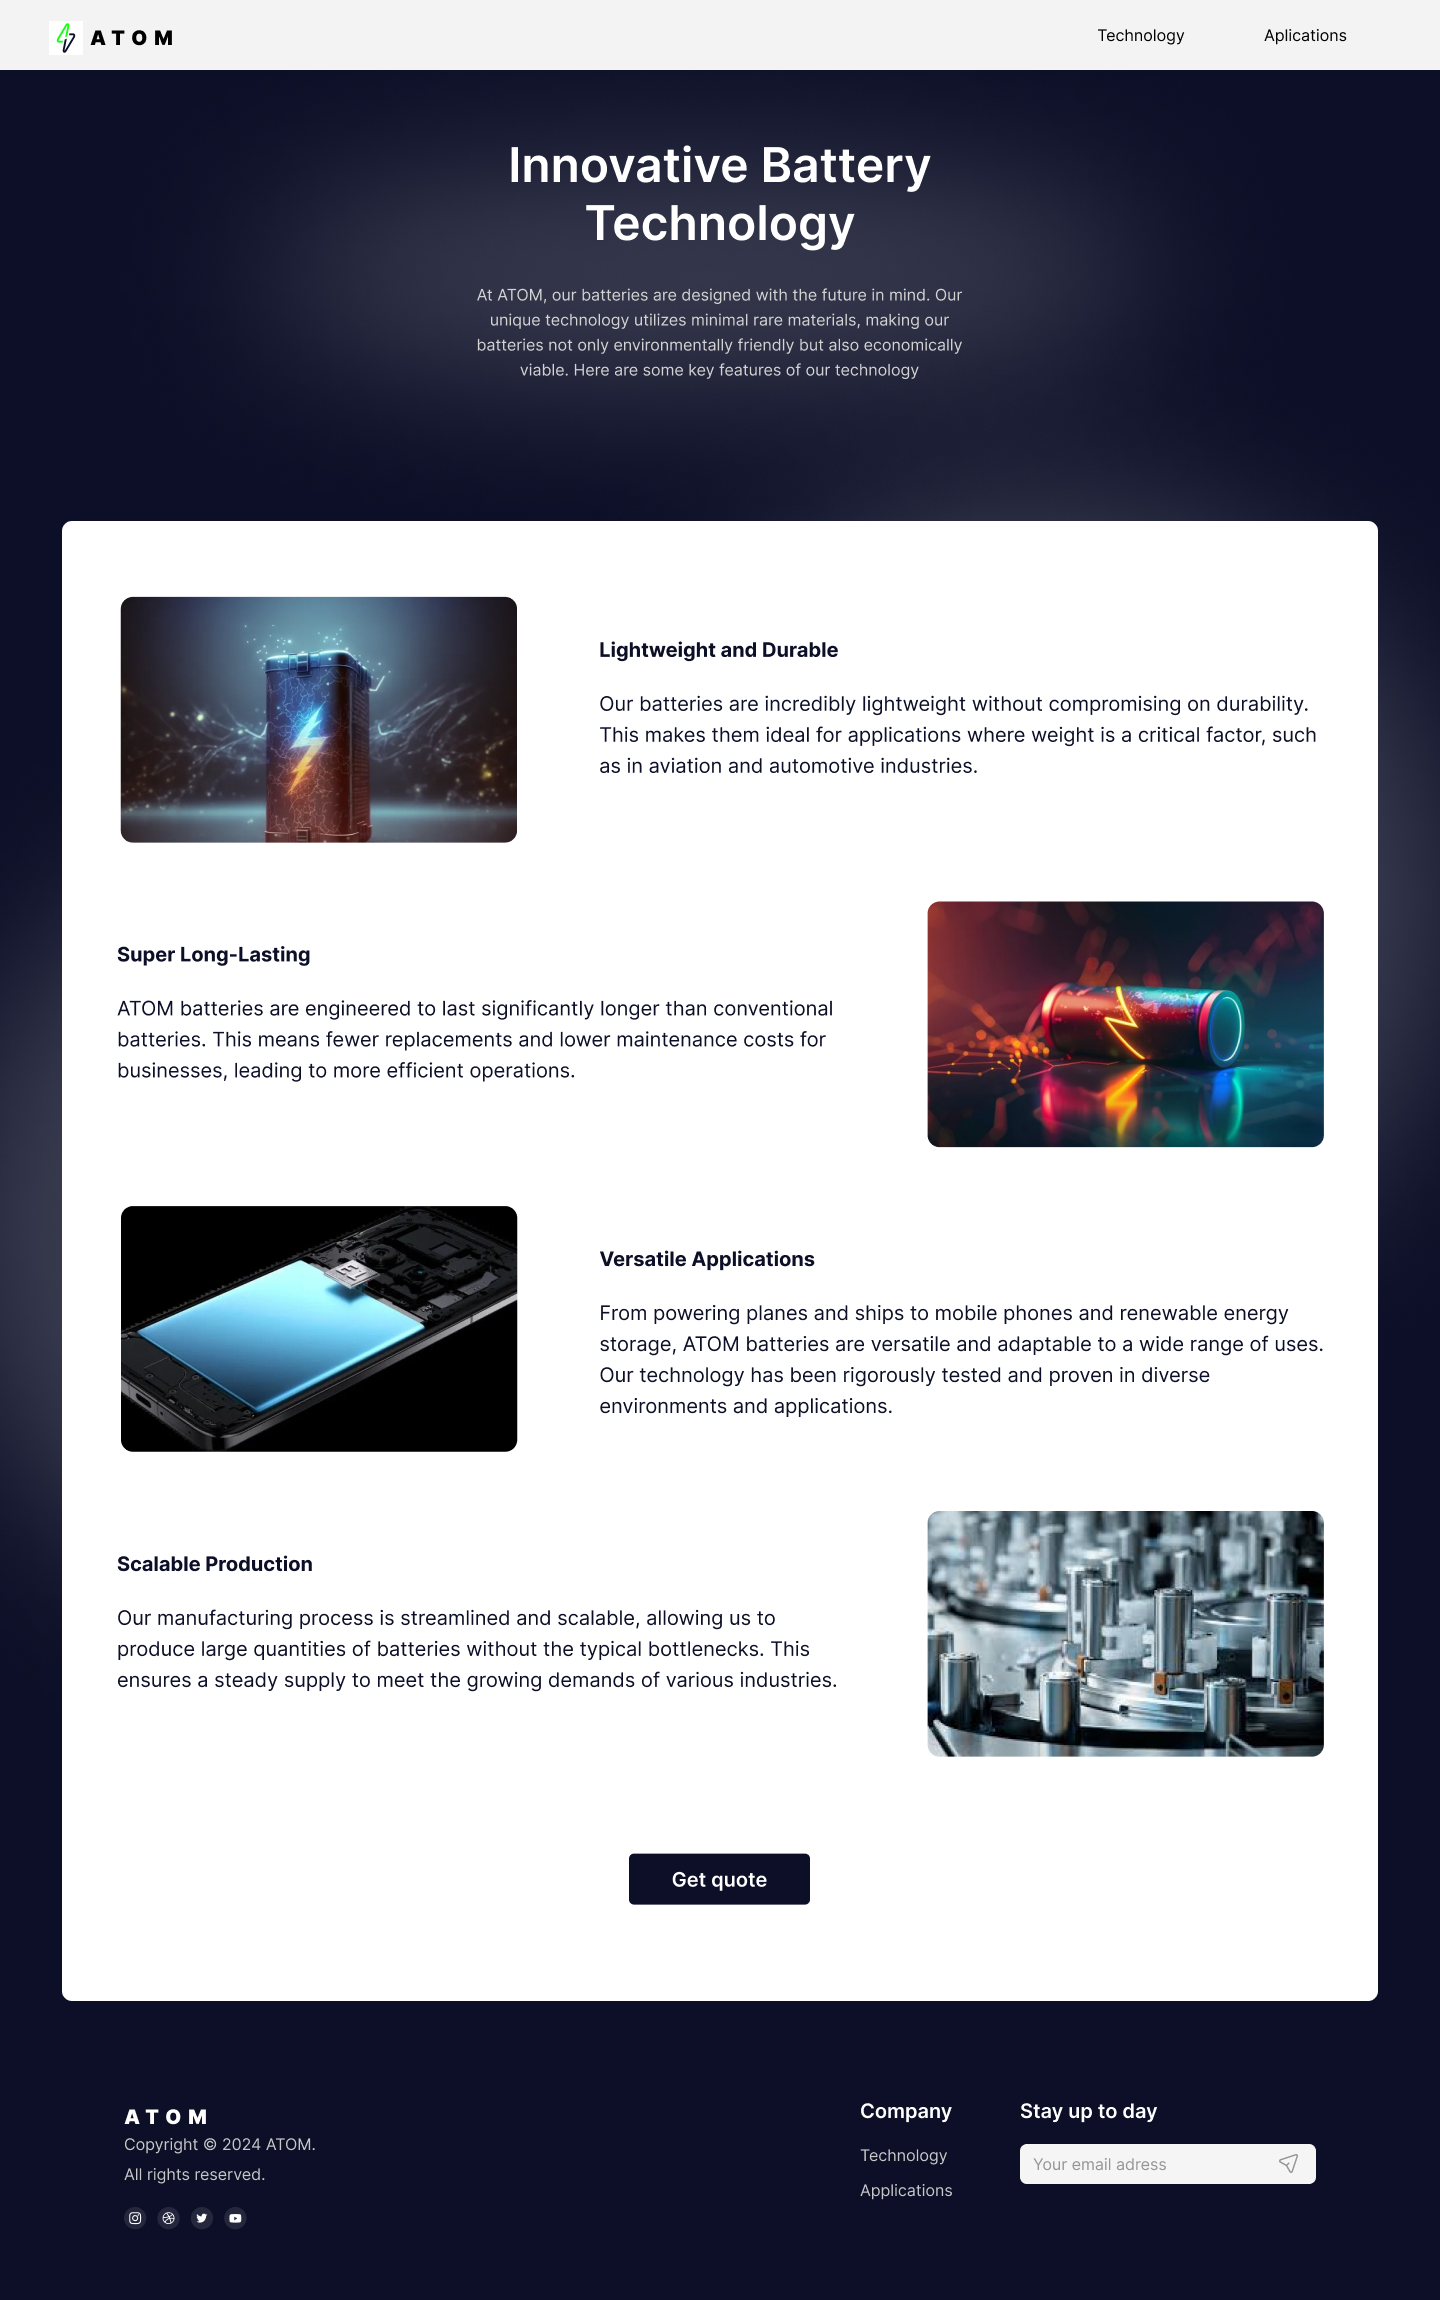 ATOM
Technology
Aplications
Innovative Battery
Technology
At ATOM, our batteries are designed with the future in mind. Our
unique technology utilizes minimal rare materials, making our
batteries not only environmentally friendly but also economically
viable. Here are some key features of our technology
Lightweight and Durable
Our batteries are incredibly lightweight without compromising on durability.
This makes them ideal for applications where weight is a critical factor, such
as in aviation and automotive industries.
Super Long-Lasting
ATOM batteries are engineered to last significantly longer than conventional
batteries. This means fewer replacements and lower maintenance costs for
businesses, leading to more efficient operations.
Versatile Applications
From powering planes and ships to mobile phones and renewable energy
storage, ATOM batteries are versatile and adaptable to a wide range of uses.
Our technology has been rigorously tested and proven in diverse
environments and applications.
Scalable Production
Our manufacturing process is streamlined and scalable, allowing us to
produce large quantities of batteries without the typical bottlenecks. This
ensures a steady supply to meet the growing demands of various industries.
Get quote
ATOM
Copyright © 2024 ATOM.
All rights reserved.
Company
Technology
Applications
Stay up to day
Your email adress